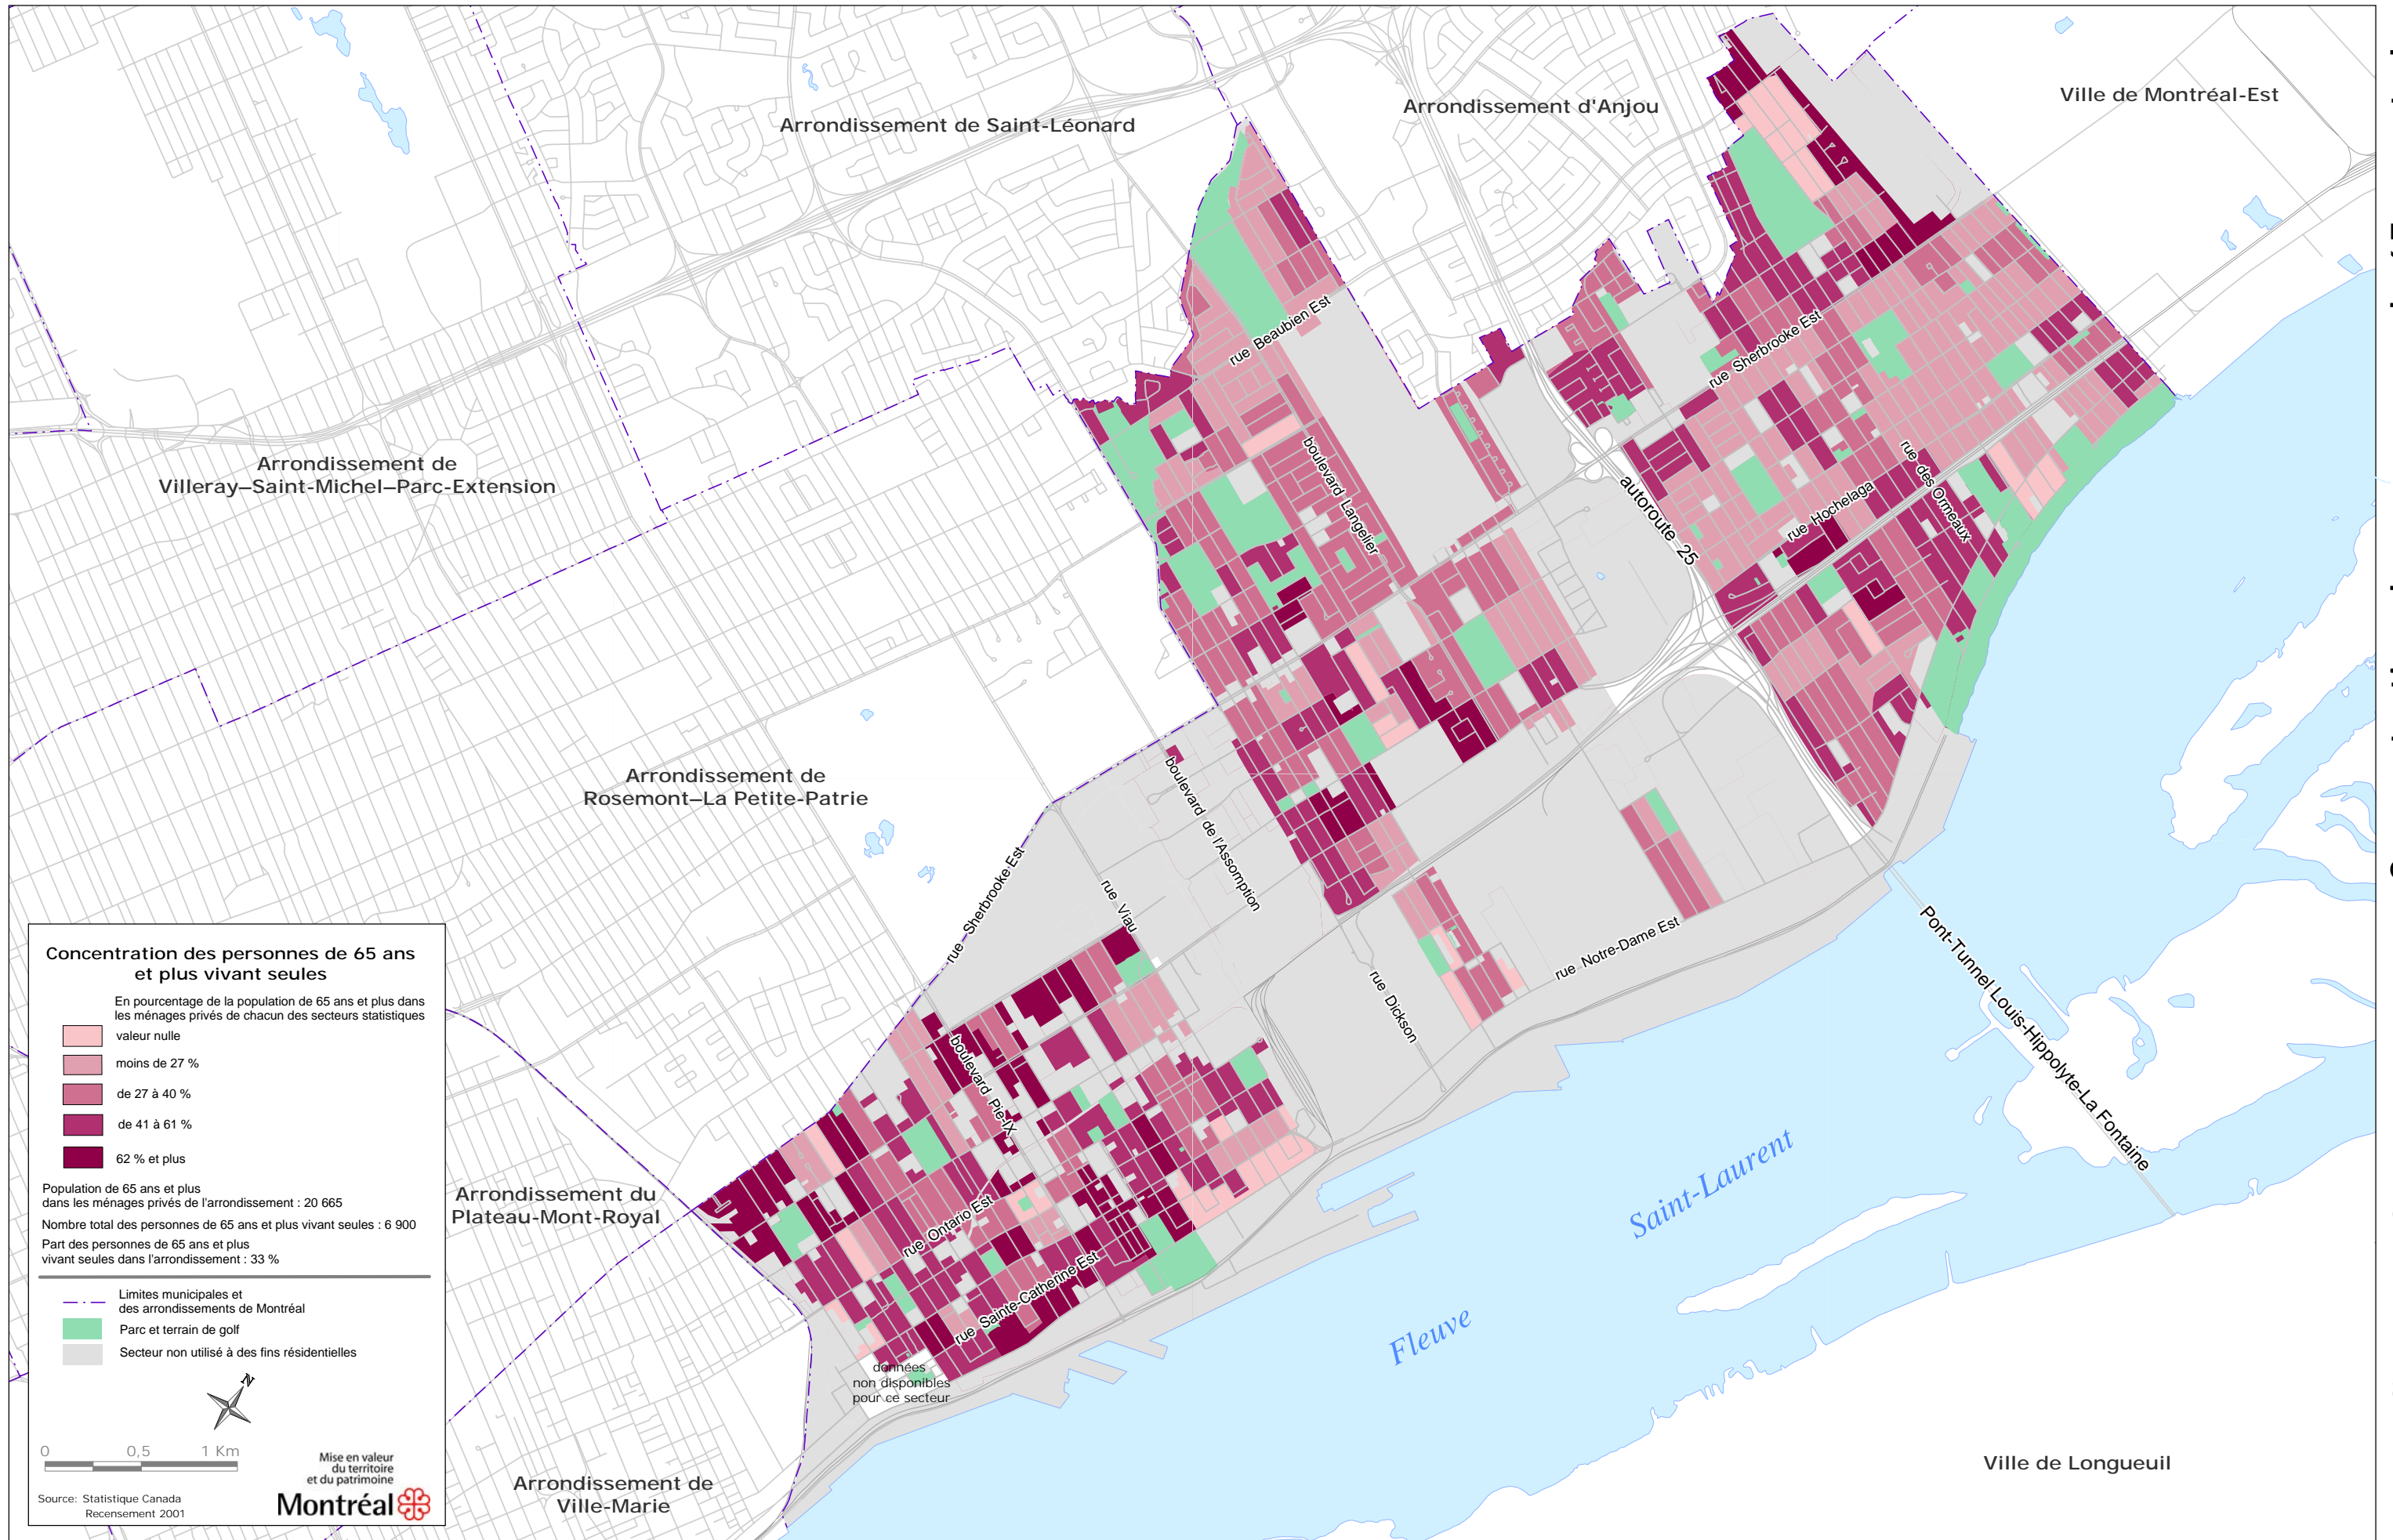 Arrondissement de Saint-Léonard
Arrondissement d'Anjou
Ville de Montréal-Est
Arrondissement de
Villeray–Saint-Michel–Parc-Extension
rue Beaubien Est
rue Sherbrooke Est
boulevard Langelier
autoroute 25
rue Hochelaga
rue des Ormeaux
Arrondissement de
Rosemont–La Petite-Patrie
boulevard de l'Assomption
rue Sherbrooke Est
rue Viau
rue Dickson
rue Notre-Dame Est
Pont-Tunnel Louis-Hippolyte-La Fontaine
boulevard Pie-IX
Arrondissement du
Plateau-Mont-Royal
rue Ontario Est
rue Sainte-Catherine Est
données
non disponibles
pour ce secteur
Fleuve
Saint-Laurent
Arrondissement de
Ville-Marie
Ville de Longueuil
Concentration des personnes de 65 ans
et plus vivant seules
En pourcentage de la population de 65 ans et plus dans
les ménages privés de chacun des secteurs statistiques
valeur nulle
moins de 27 %
de 27 à 40 %
de 41 à 61 %
62 % et plus
Population de 65 ans et plus
dans les ménages privés de l'arrondissement : 20 665
Nombre total des personnes de 65 ans et plus vivant seules : 6 900
Part des personnes de 65 ans et plus
vivant seules dans l'arrondissement : 33 %
Limites municipales et
des arrondissements de Montréal
Parc et terrain de golf
Secteur non utilisé à des fins résidentielles
N
0 0,5 1 Km
Mise en valeur
du territoire
et du patrimoine
Montréal
Source: Statistique Canada
Recensement 2001